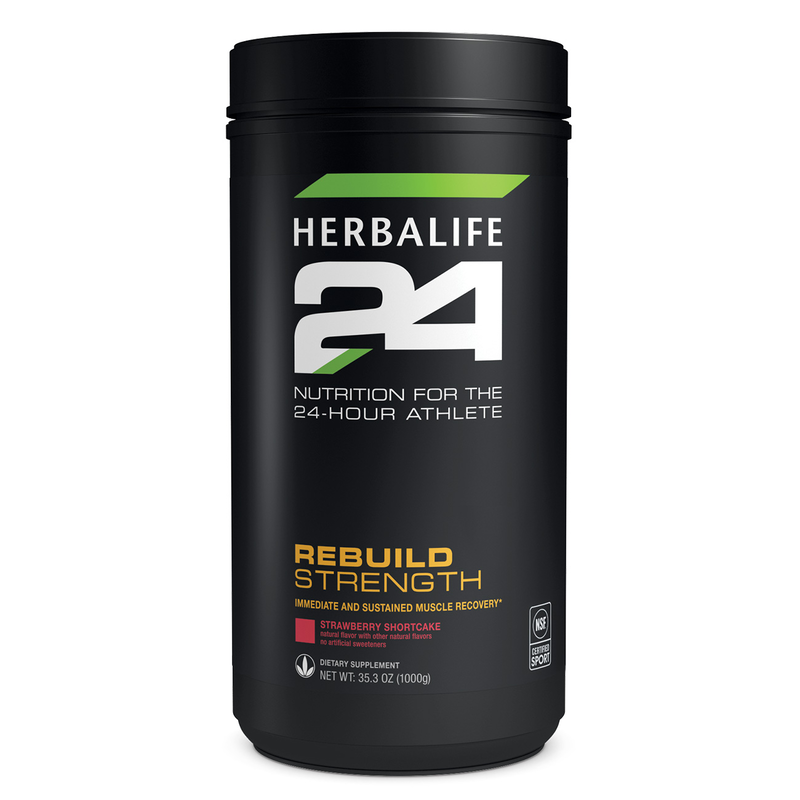 HERBALIFE
24
NUTRITION FOR THE
24-HOUR ATHLETE
REBUILD
STRENGTH
IMMEDIATE AND SUSTAINED MUSCLE RECOVERY*
STRAWBERRY SHORTCAKE
natural flavor with other natural flavors
no artificial sweeteners
DIETARY SUPPLEMENT
NET WT: 35.3 OZ (1000g)
NSF
CERTIFIED
SPORT